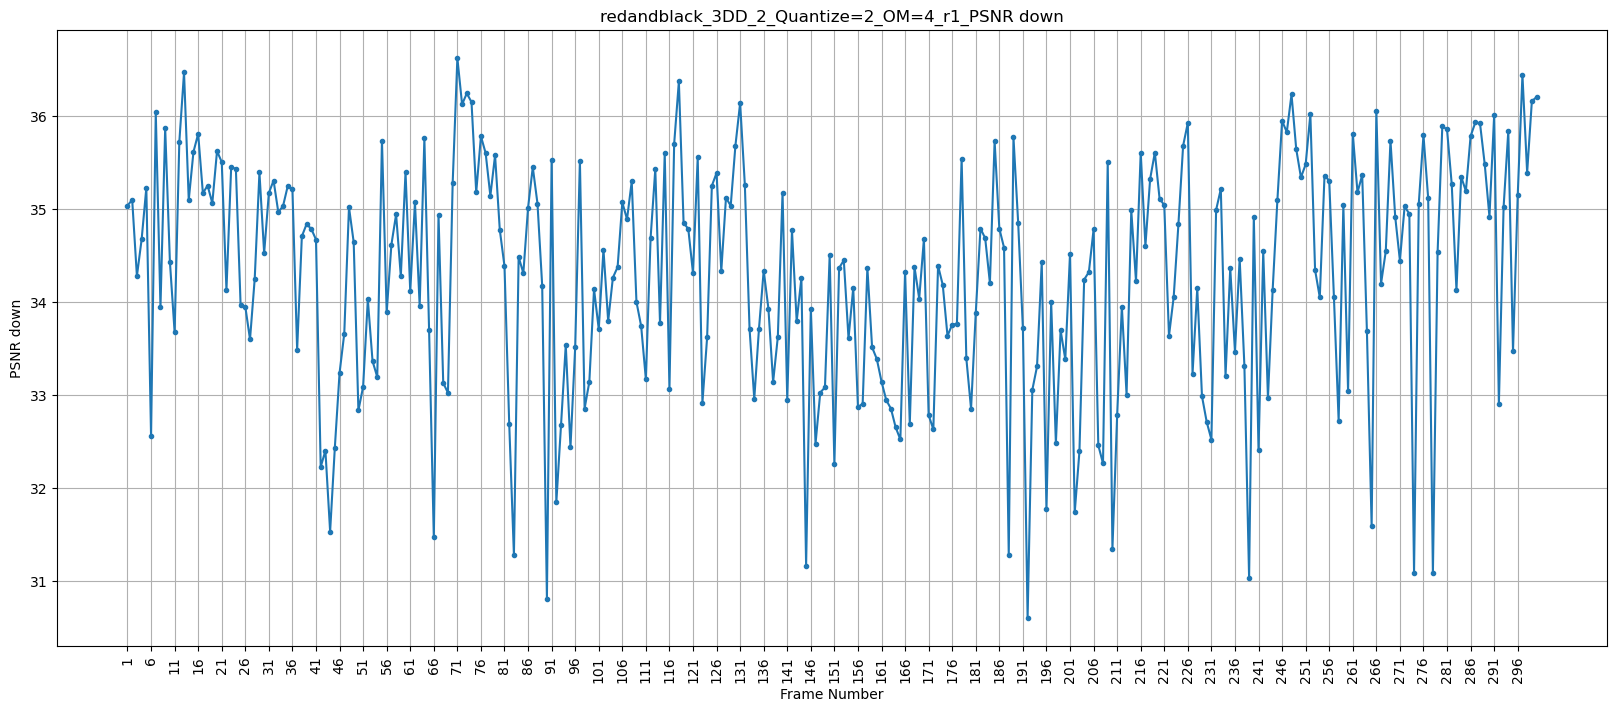 redandblack_3DD_2_Quantize=2_OM=4_r1_PSNR down
PSNR down
36
35
34
33
32
31
1 6 11 16 21 26 31 36 41 46 51 56 61 66 71 76 81 86 91 96 101 106 111 116 121 126 131 136 141 146 151 156 161 166 171 176 181 186 191 196 201 206 211 216 221 226 231 236 241 246 251 256 261 266 271 276 281 286 291 296
Frame Number